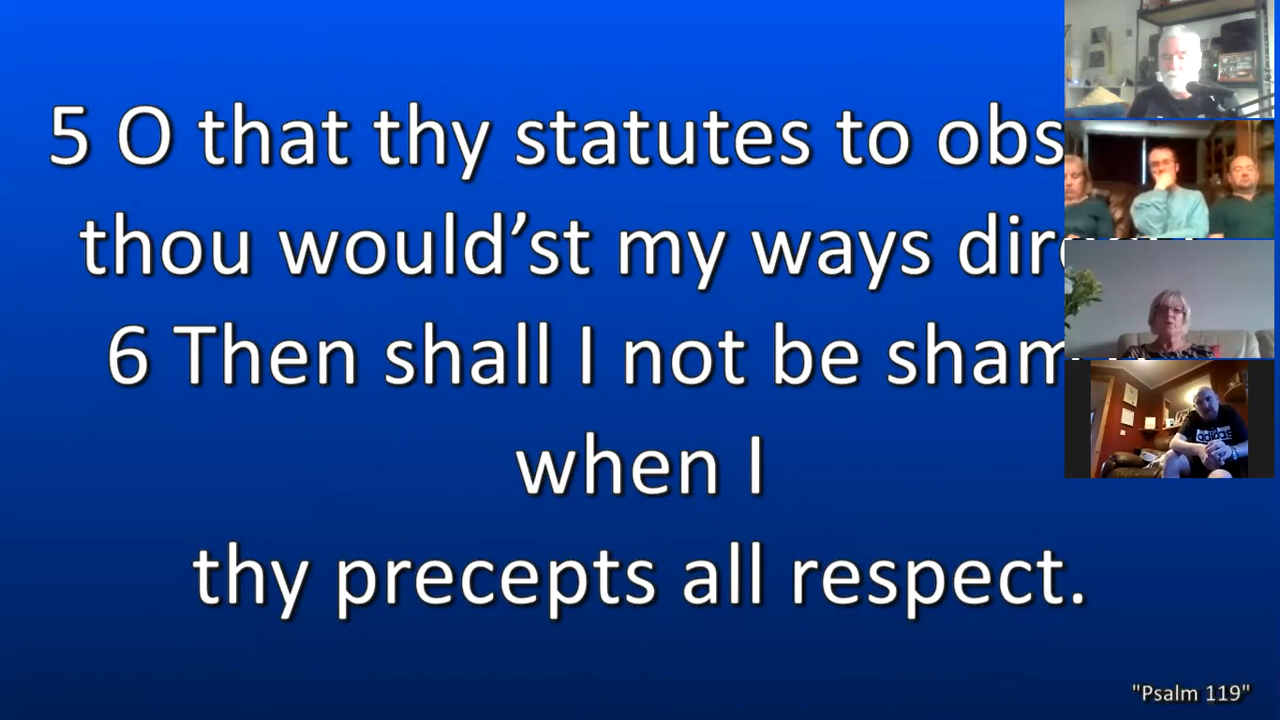 5 O that thy statutes to obs
thou would’st my ways dir
6 Then shall I not be sham
when I
thy precepts all respect.
"Psalm 119"
adidas